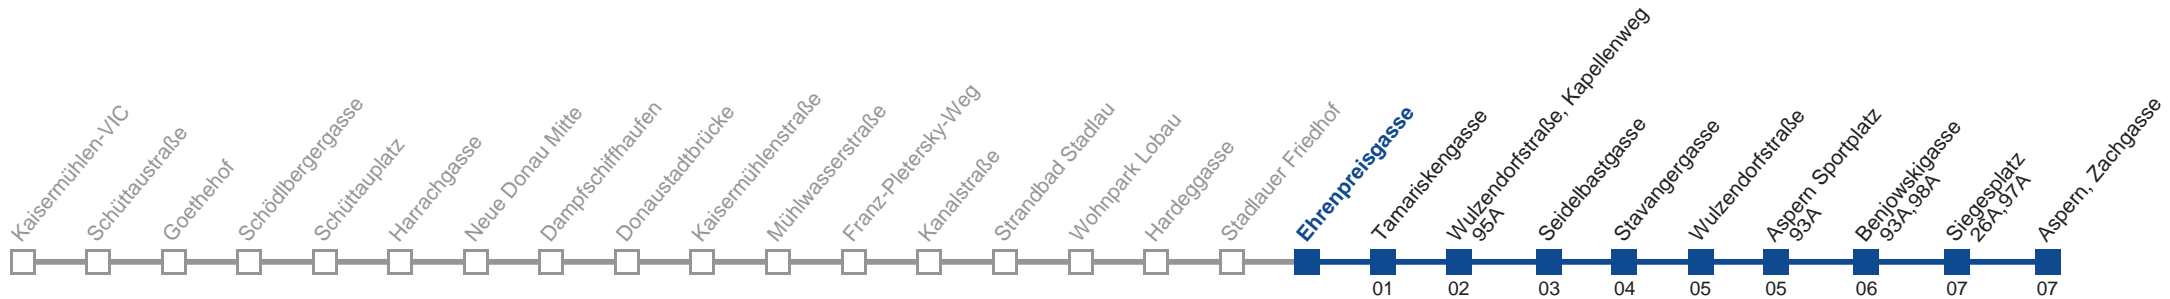 Kaisermühlen-VIC
Schüttaustraße
Goethehof
Schödlbergergasse
Schüttauplatz
Harrachgasse
Neue Donau Mitte
Dampfschiffhaufen
Donaustadtbrücke
Kaisermühlenstraße
Mühlwasserstraße
Franz-Pletersky-Weg
Kanalstraße
Strandbad Stadlau
Wohnpark Lobau
Hardeggasse
Stadlauer Friedhof
Ehrenpreisgasse
Tamariskengasse
Wulzendorfstraße, Kapellenweg
95A
Seidelbastgasse
Stavangergasse
Wulzendorfstraße
Aspern Sportplatz
93A
Benjowskigasse
93A,98A
Siegesplatz
26A,97A
Aspern, Zachgasse
01
02
03
04
05
05
06
07
07